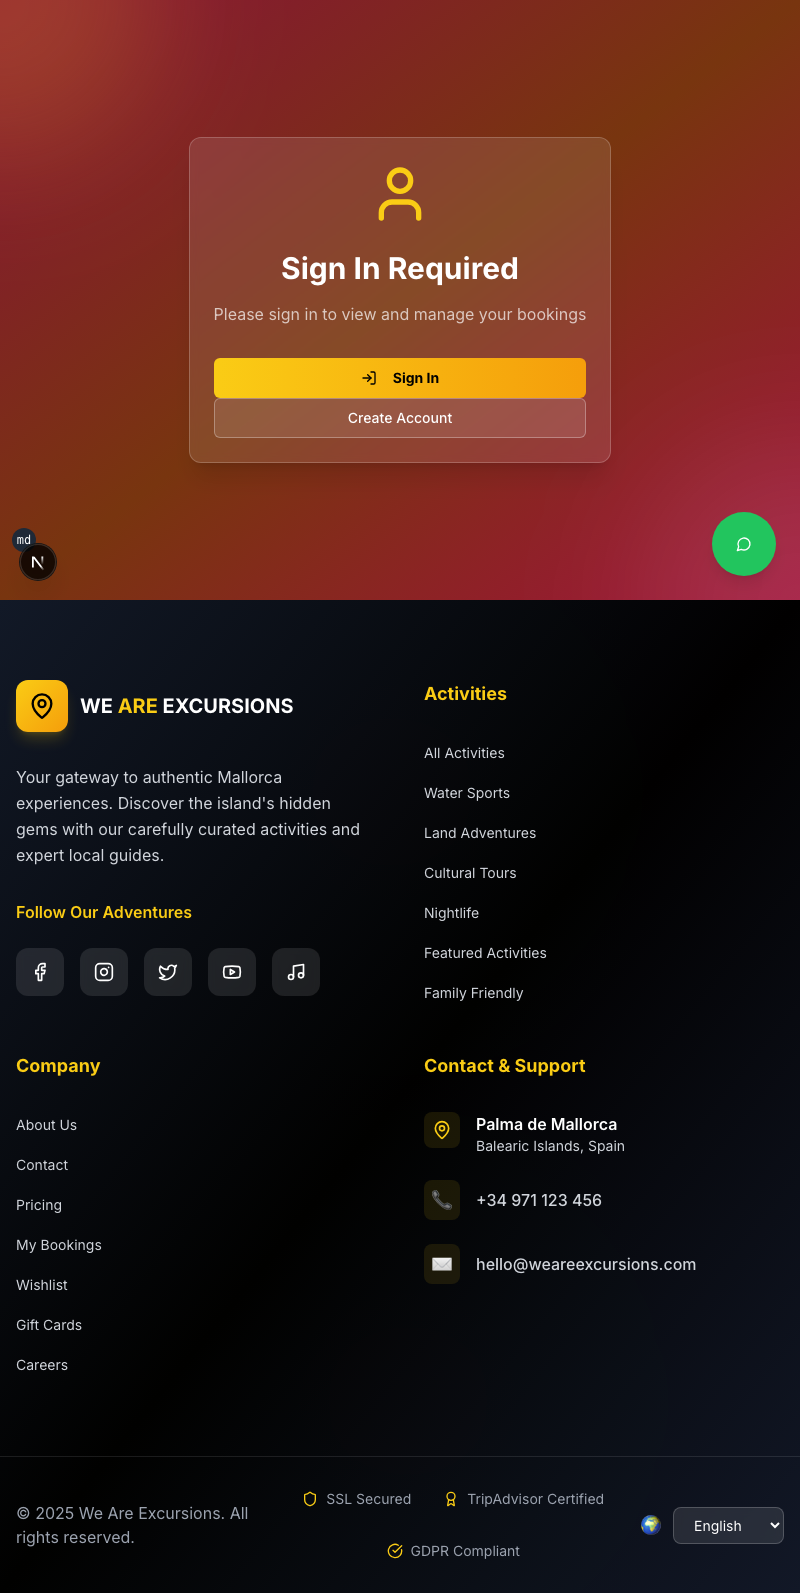 Sign In Required
Please sign in to view and manage your bookings
Sign In
Create Account
md
N
WE ARE EXCURSIONS
Your gateway to authentic Mallorca
experiences. Discover the island's hidden
gems with our carefully curated activities and
expert local guides.
Follow Our Adventures
Activities
All Activities
Water Sports
Land Adventures
Cultural Tours
Nightlife
Featured Activities
Family Friendly
Company
About Us
Contact
Pricing
My Bookings
Wishlist
Gift Cards
Careers
Contact & Support
Palma de Mallorca
Balearic Islands, Spain
+34 971 123 456
hello@weareexcursions.com
© 2025 We Are Excursions. All
rights reserved.
SSL Secured
TripAdvisor Certified
GDPR Compliant
English